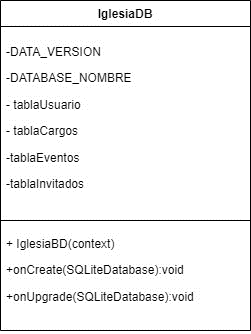 IglesiaDB
-DATA_VERSION
-DATABASE_NOMBRE
- tablaUsuario
- tablaCargos
-tablaEventos
-tablaInvitados
+ IglesiaBD(context)
+onCreate(SQLiteDatabase):void
+onUpgrade(SQLiteDatabase):void